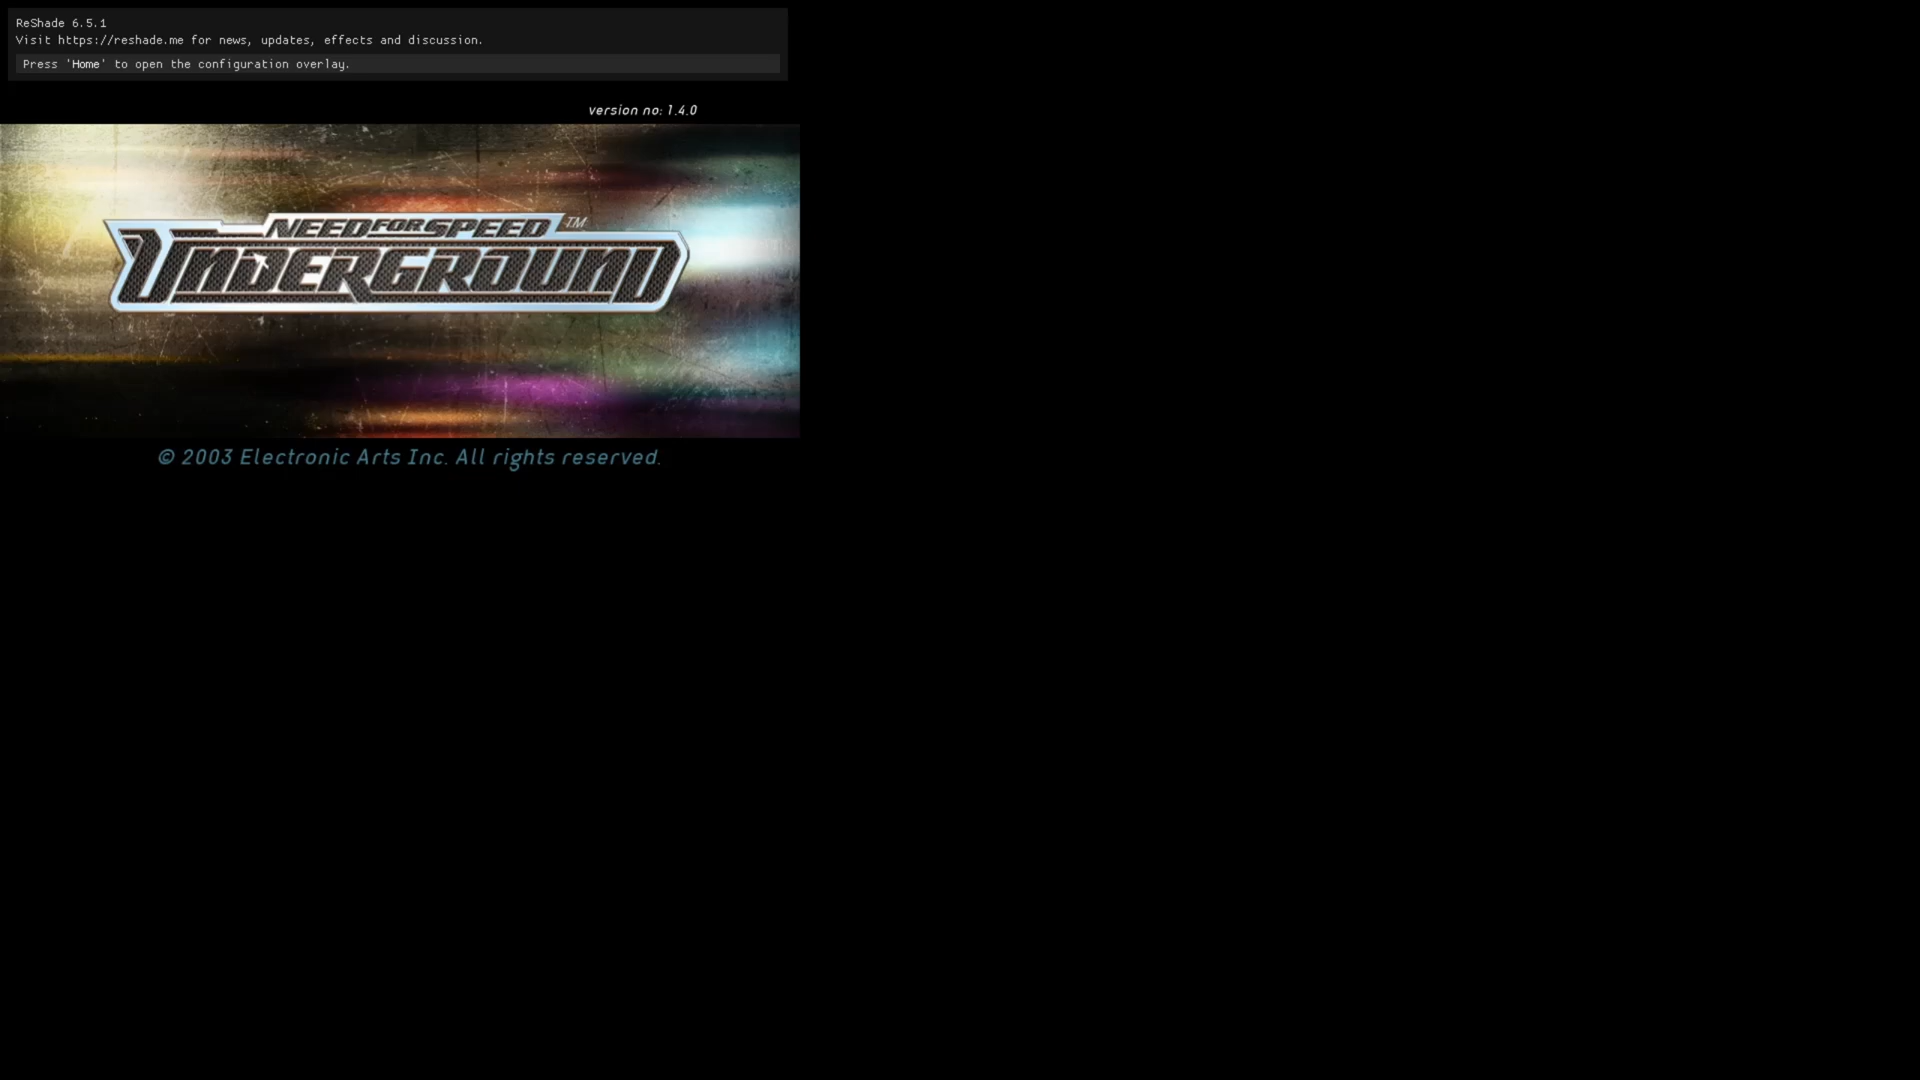 ReShade 6.5.1
Visit https://reshade.me for news, updates, effects and discussion.
Press 'Home' to open the configuration overlay.
version no: 1.4.0
NEED FOR SPEED TM
UNDERGROUND
© 2003 Electronic Arts Inc. All rights reserved.